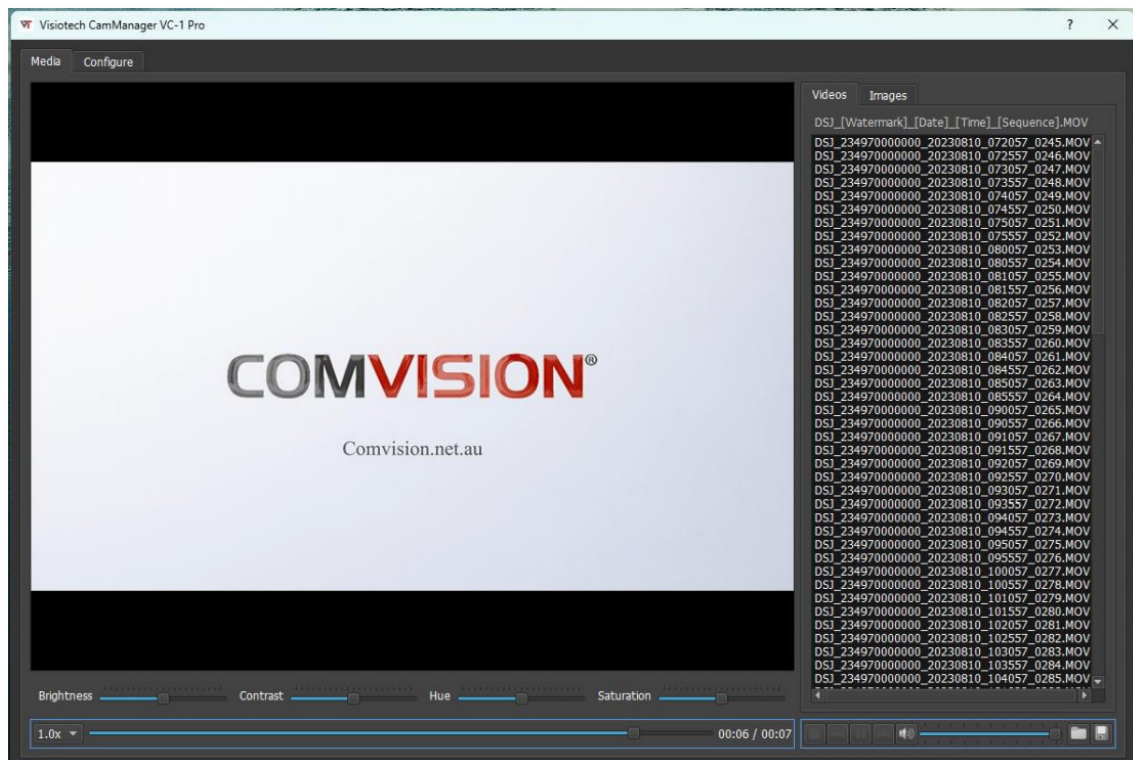 Visiotech CamManager VC-1 Pro
?
Media
Configure
COMVISION®
Comvision.net.au
Videos
Images
DSJ_[Watermark]_[Date]_[Time]_[Sequence].MOV
DSJ_234970000000_20230810_072057_0245.MOV
DSJ_234970000000_20230810_072557_0246.MOV
DSJ_234970000000_20230810_073057_0247.MOV
DSJ_234970000000_20230810_073557_0248.MOV
DSJ_234970000000_20230810_074057_0249.MOV
DSJ_234970000000_20230810_074557_0250.MOV
DSJ_234970000000_20230810_075057_0251.MOV
DSJ_234970000000_20230810_075557_0252.MOV
DSJ_234970000000_20230810_080057_0253.MOV
DSJ_234970000000_20230810_080557_0254.MOV
DSJ_234970000000_20230810_081057_0255.MOV
DSJ_234970000000_20230810_081557_0256.MOV
DSJ_234970000000_20230810_082057_0257.MOV
DSJ_234970000000_20230810_082557_0258.MOV
DSJ_234970000000_20230810_083057_0259.MOV
DSJ_234970000000_20230810_083557_0260.MOV
DSJ_234970000000_20230810_084057_0261.MOV
DSJ_234970000000_20230810_084557_0262.MOV
DSJ_234970000000_20230810_085057_0263.MOV
DSJ_234970000000_20230810_085557_0264.MOV
DSJ_234970000000_20230810_090057_0265.MOV
DSJ_234970000000_20230810_090557_0266.MOV
DSJ_234970000000_20230810_091057_0267.MOV
DSJ_234970000000_20230810_091557_0268.MOV
DSJ_234970000000_20230810_092057_0269.MOV
DSJ_234970000000_20230810_092557_0270.MOV
DSJ_234970000000_20230810_093057_0271.MOV
DSJ_234970000000_20230810_093557_0272.MOV
DSJ_234970000000_20230810_094057_0273.MOV
DSJ_234970000000_20230810_094557_0274.MOV
DSJ_234970000000_20230810_095057_0275.MOV
DSJ_234970000000_20230810_095557_0276.MOV
DSJ_234970000000_20230810_100057_0277.MOV
DSJ_234970000000_20230810_100557_0278.MOV
DSJ_234970000000_20230810_101057_0279.MOV
DSJ_234970000000_20230810_101557_0280.MOV
DSJ_234970000000_20230810_102057_0281.MOV
DSJ_234970000000_20230810_102557_0282.MOV
DSJ_234970000000_20230810_103057_0283.MOV
DSJ_234970000000_20230810_103557_0284.MOV
DSJ_234970000000_20230810_104057_0285.MOV
Brightness
Contrast
Hue
Saturation
1.0x
00:06 / 00:07